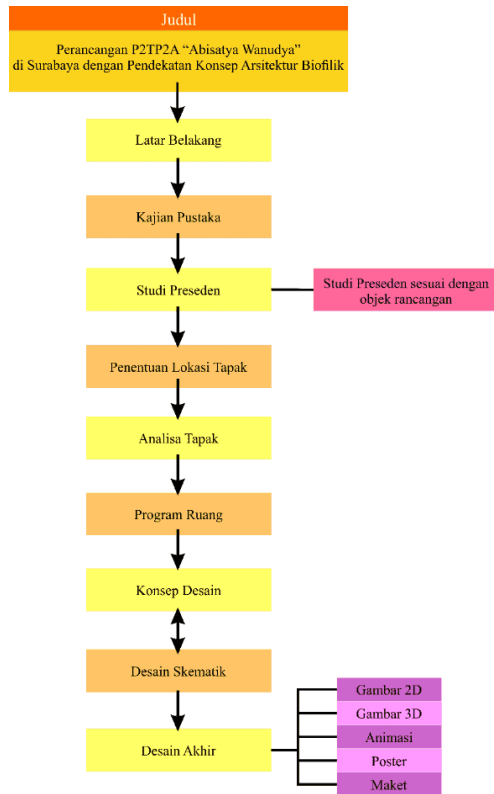 Judul
Perancangan P2TP2A “Abisatya Wanudya”
di Surabaya dengan Pendekatan Konsep Arsitektur Biofilik
Latar Belakang
Kajian Pustaka
Studi Preseden
Studi Preseden sesuai dengan
objek rancangan
Penentuan Lokasi Tapak
Analisa Tapak
Program Ruang
Konsep Desain
Desain Skematik
Desain Akhir
Gambar 2D
Gambar 3D
Animasi
Poster
Maket